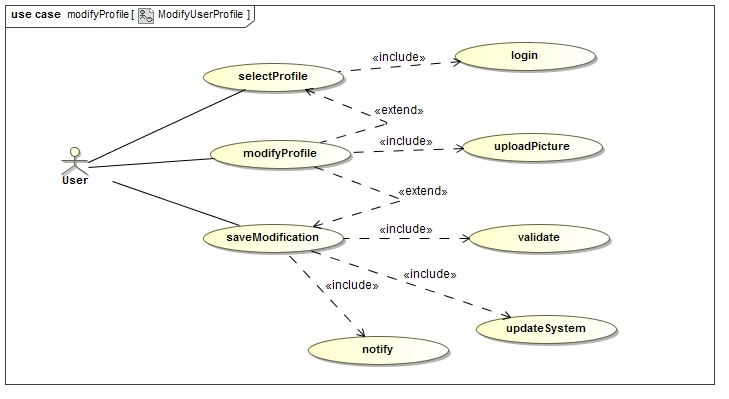 use case modifyProfile [ ModifyUserProfile ]
«include»
login
selectProfile
«extend»
«include»
uploadPicture
modifyProfile
User
«extend»
«include»
saveModification
validate
«include»
«include»
updateSystem
notify